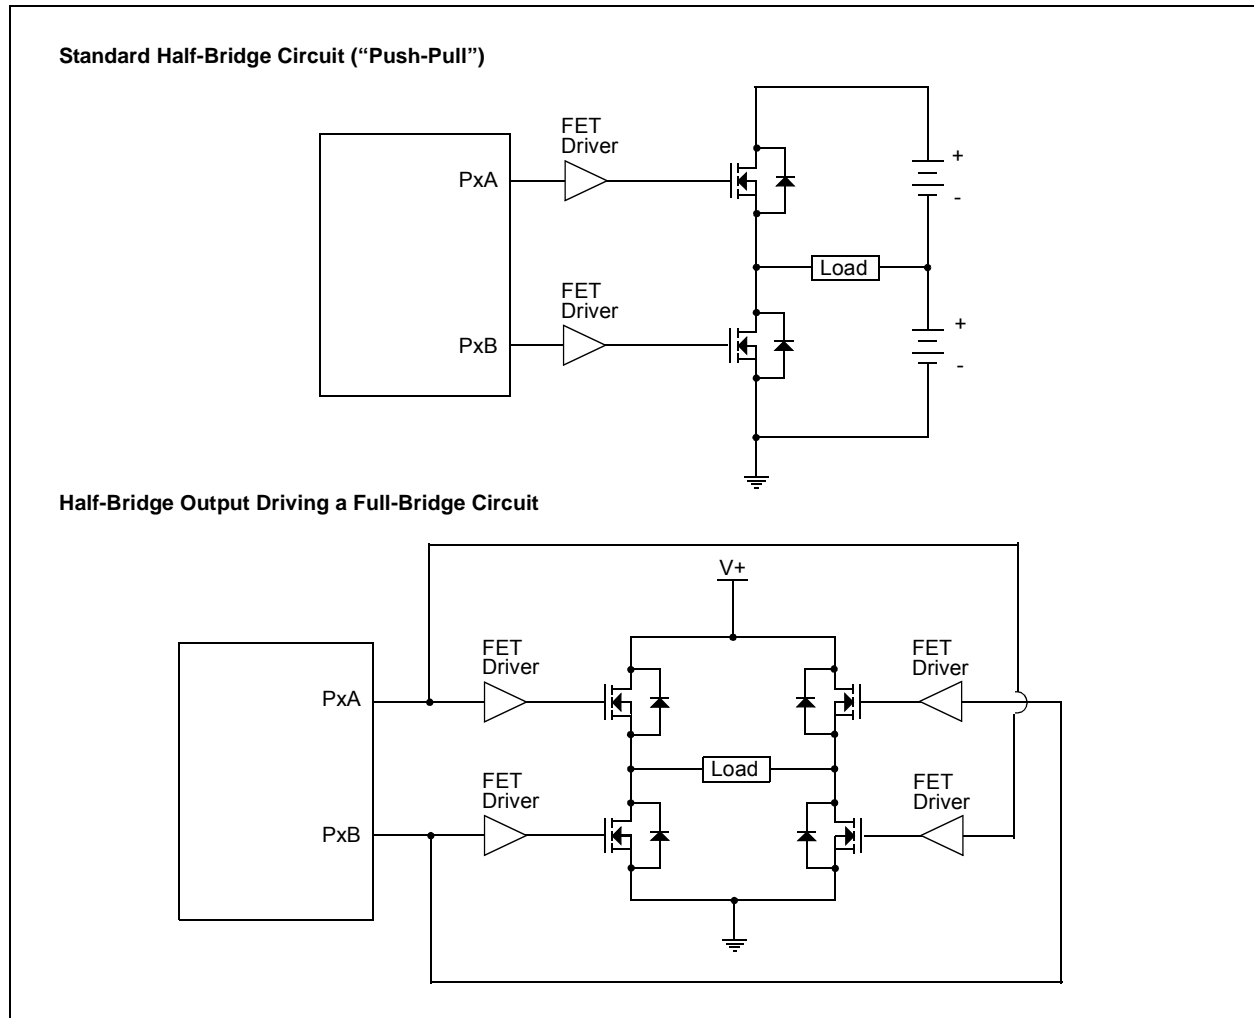 Standard Half-Bridge Circuit (“Push-Pull”)
FET
Driver
PxA
+
-
Load
FET
Driver
PxB
+
-
Half-Bridge Output Driving a Full-Bridge Circuit
V+
FET
Driver
FET
Driver
PxA
Load
FET
Driver
FET
Driver
PxB